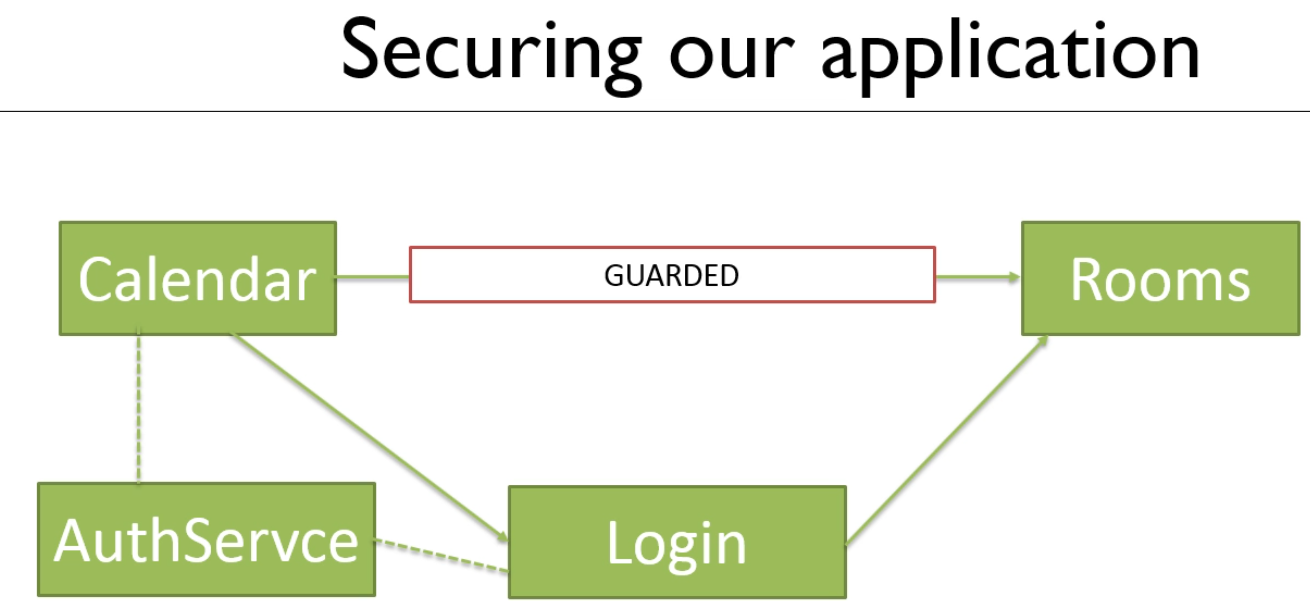 Securing our application
Calendar
GUARDED
Rooms
AuthServce
Login